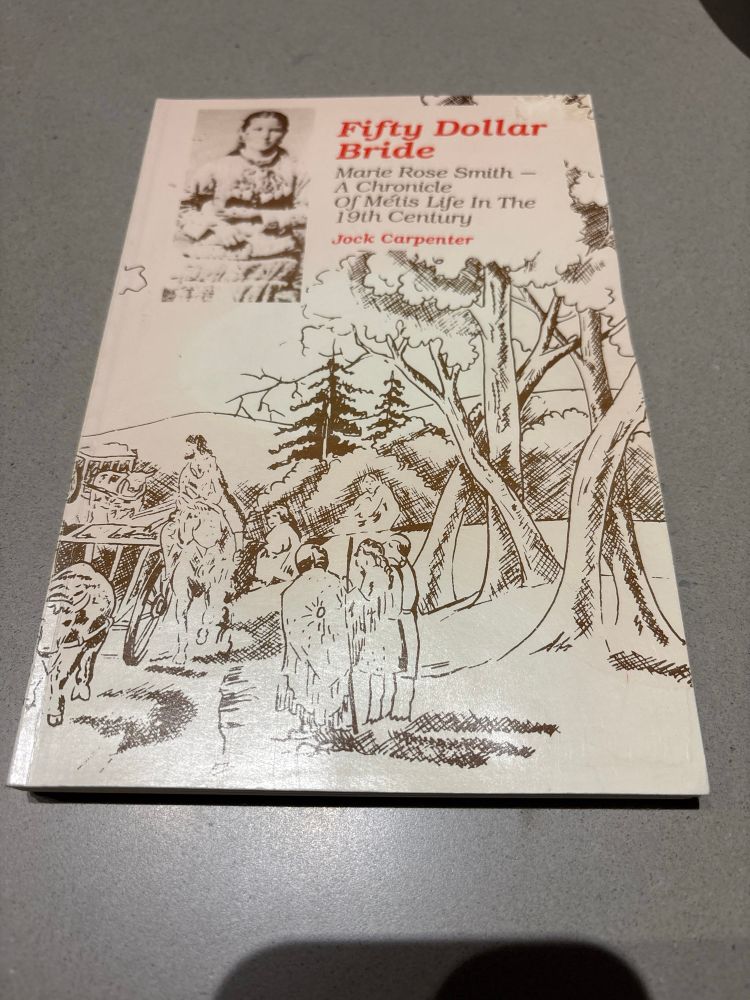 Fifty Dollar
Bride
Marie Rose Smith —
A Chronicle
Of Métis Life In The
19th Century
Jock Carpenter